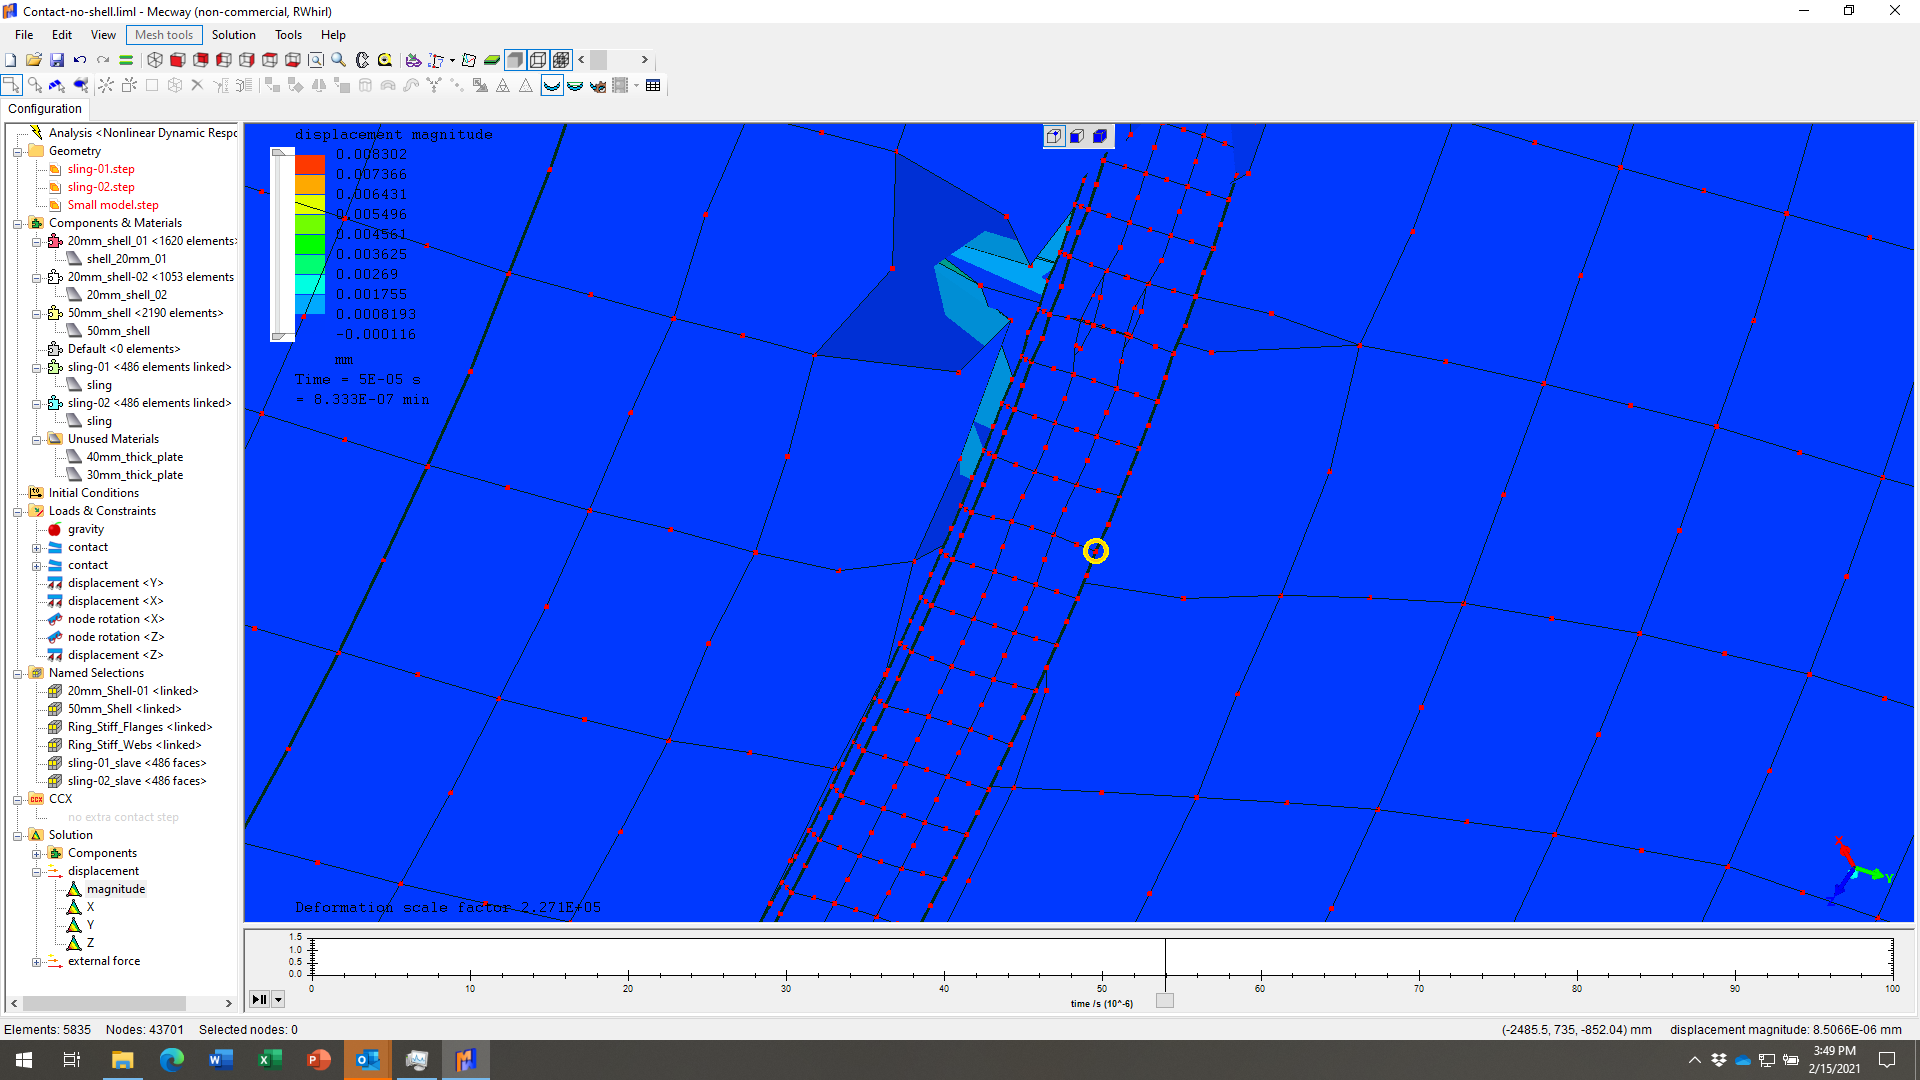 Contact-no-shell.liml - Mecway (non-commercial, RWhirl)
File Edit View Mesh tools Solution Tools Help
Configuration
Analysis <Nonlinear Dynamic Respo
Geometry
sling-01.step
sling-02.step
Small model.step
Components & Materials
20mm_shell_01 <1620 elements>
shell_20mm_01
20mm_shell-02 <1053 elements
20mm_shell_02
50mm_shell <2190 elements>
50mm_shell
Default <0 elements>
sling-01 <486 elements linked>
sling
sling-02 <486 elements linked>
sling
Unused Materials
40mm_thick_plate
30mm_thick_plate
Initial Conditions
Loads & Constraints
gravity
contact
contact
displacement <Y>
displacement <X>
node rotation <X>
node rotation <Z>
displacement <Z>
Named Selections
20mm_Shell-01 <linked>
50mm_Shell <linked>
Ring_Stiff_Flanges <linked>
Ring_Stiff_Webs <linked>
sling-01_slave <486 faces>
sling-02_slave <486 faces>
CCX
no extra contact step
Solution
Components
displacement
magnitude
X
Y
Z
external force
displacement magnitude
0.008302
0.007366
0.006431
0.005496
0.004561
0.003625
0.00269
0.001755
0.0008193
-0.000116
mm
Time = 5E-05 s
= 8.333E-07 min
Deformation scale factor 2.271E+05
X
Y
Z
1.5
1.0
0.5
0.0
0 10 20 30 40 50 60 70 80 90 100
time /s (10^-6)
Elements: 5835 Nodes: 43701 Selected nodes: 0 (-2485.5, 735, -852.04) mm displacement magnitude: 8.5066E-06 mm
3:49 PM
2/15/2021